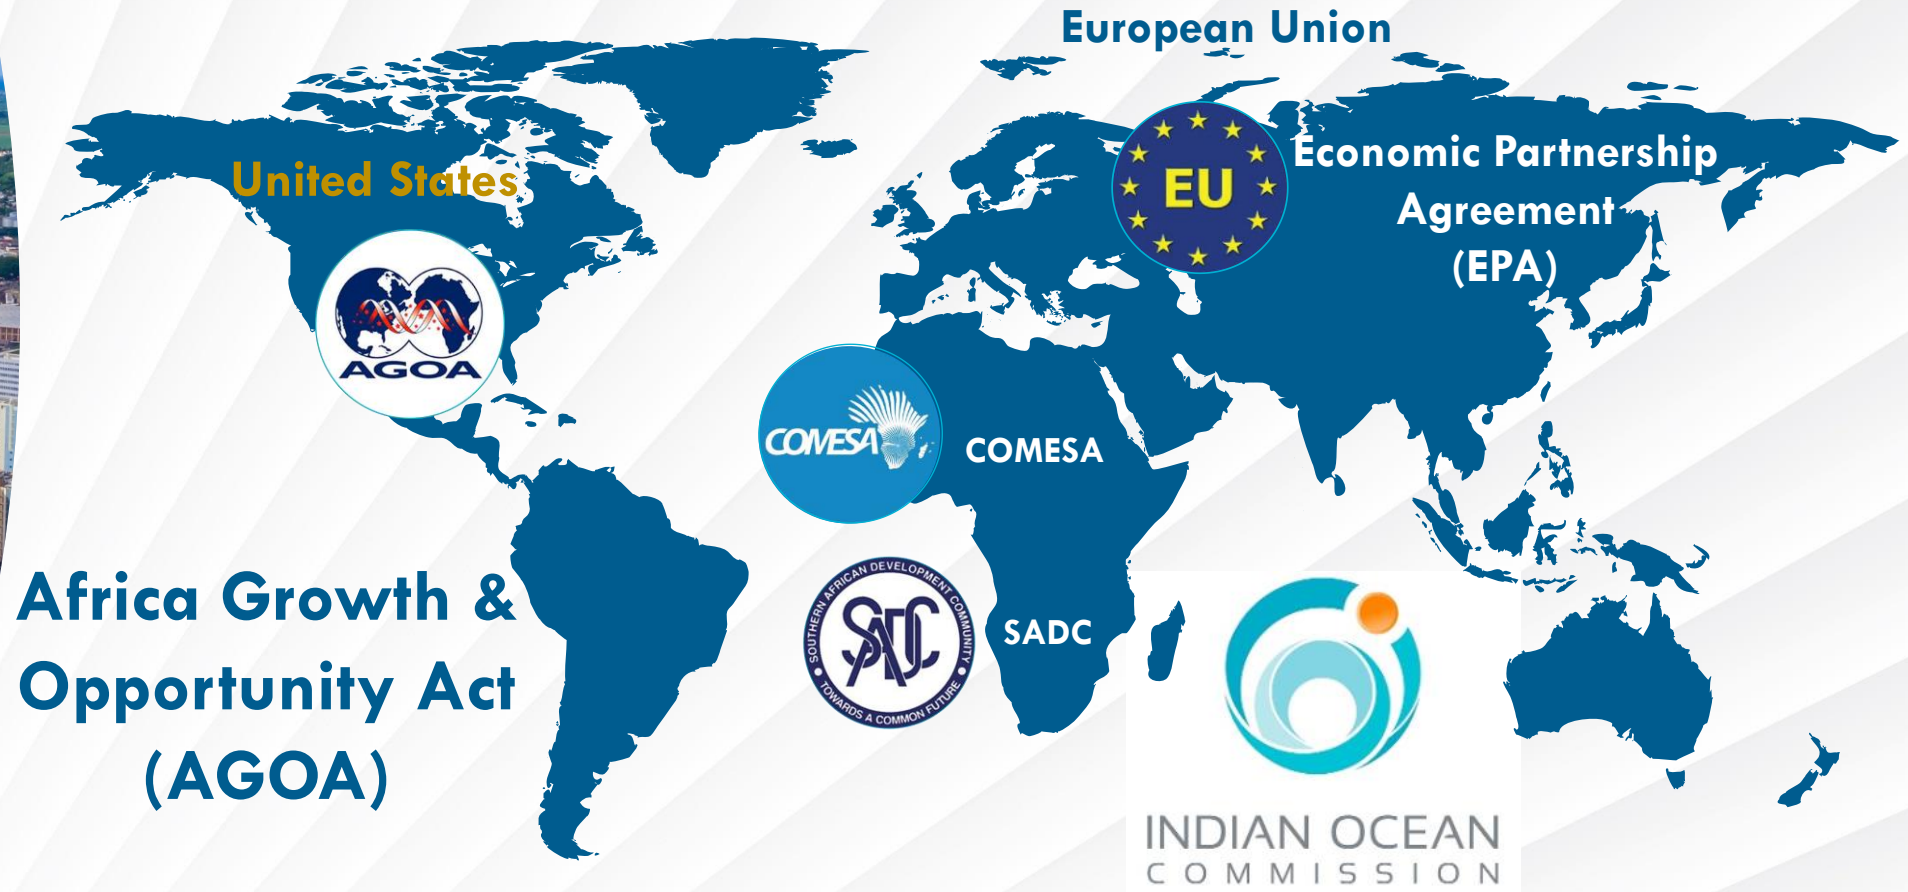 European Union
United States
EU
Economic Partnership
Agreement
(EPA)
AGOA
COMESA
COMESA
Africa Growth &
Opportunity Act
(AGOA)
SOUTHERN AFRICAN DEVELOPMENT COMMUNITY
SADC
TOWARDS A COMMON FUTURE
SADC
INDIAN OCEAN
COMMISSION